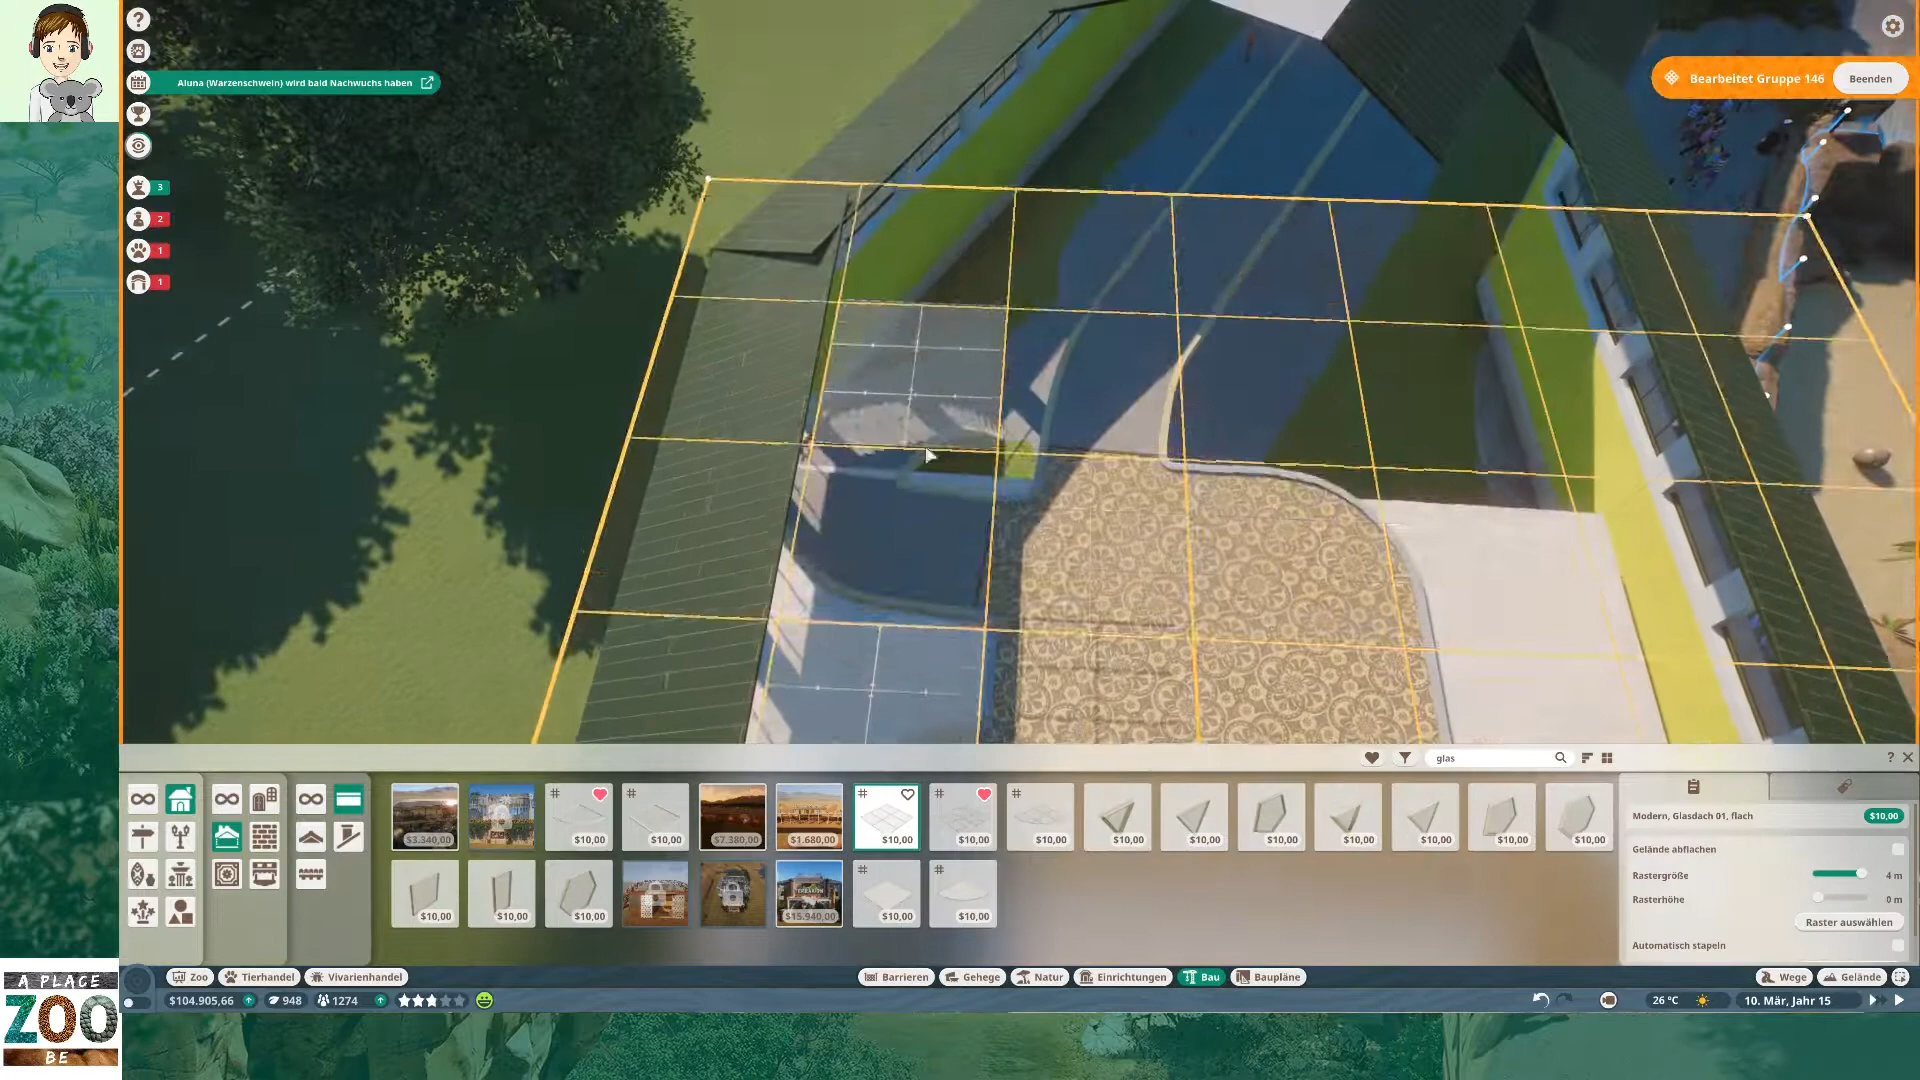 ?
Aluna (Warzenschwein) wird bald Nachwuchs haben
Bearbeitet Gruppe 146
Beenden
3
2
1
1
glas
?
$3.340,00
$10,00
$10,00
$7.380,00
$1.680,00
$10,00
$10,00
$10,00
$10,00
$10,00
$10,00
$10,00
$10,00
$10,00
$10,00
$10,00
$10,00
$10,00
$15.940,00
$10,00
$10,00
Modern, Glasdach 01, flach
$10,00
Gelände abflachen
Rastergröße
4 m
Rasterhöhe
0 m
Raster auswählen
Automatisch stapeln
A PLACE
ZOO
BE
Zoo
Tierhandel
Vivarienhandel
Barrieren
Gehege
Natur
Einrichtungen
Bau
Baupläne
Wege
Gelände
$104.905,66
948
1274
26 °C
10. Mär, Jahr 15